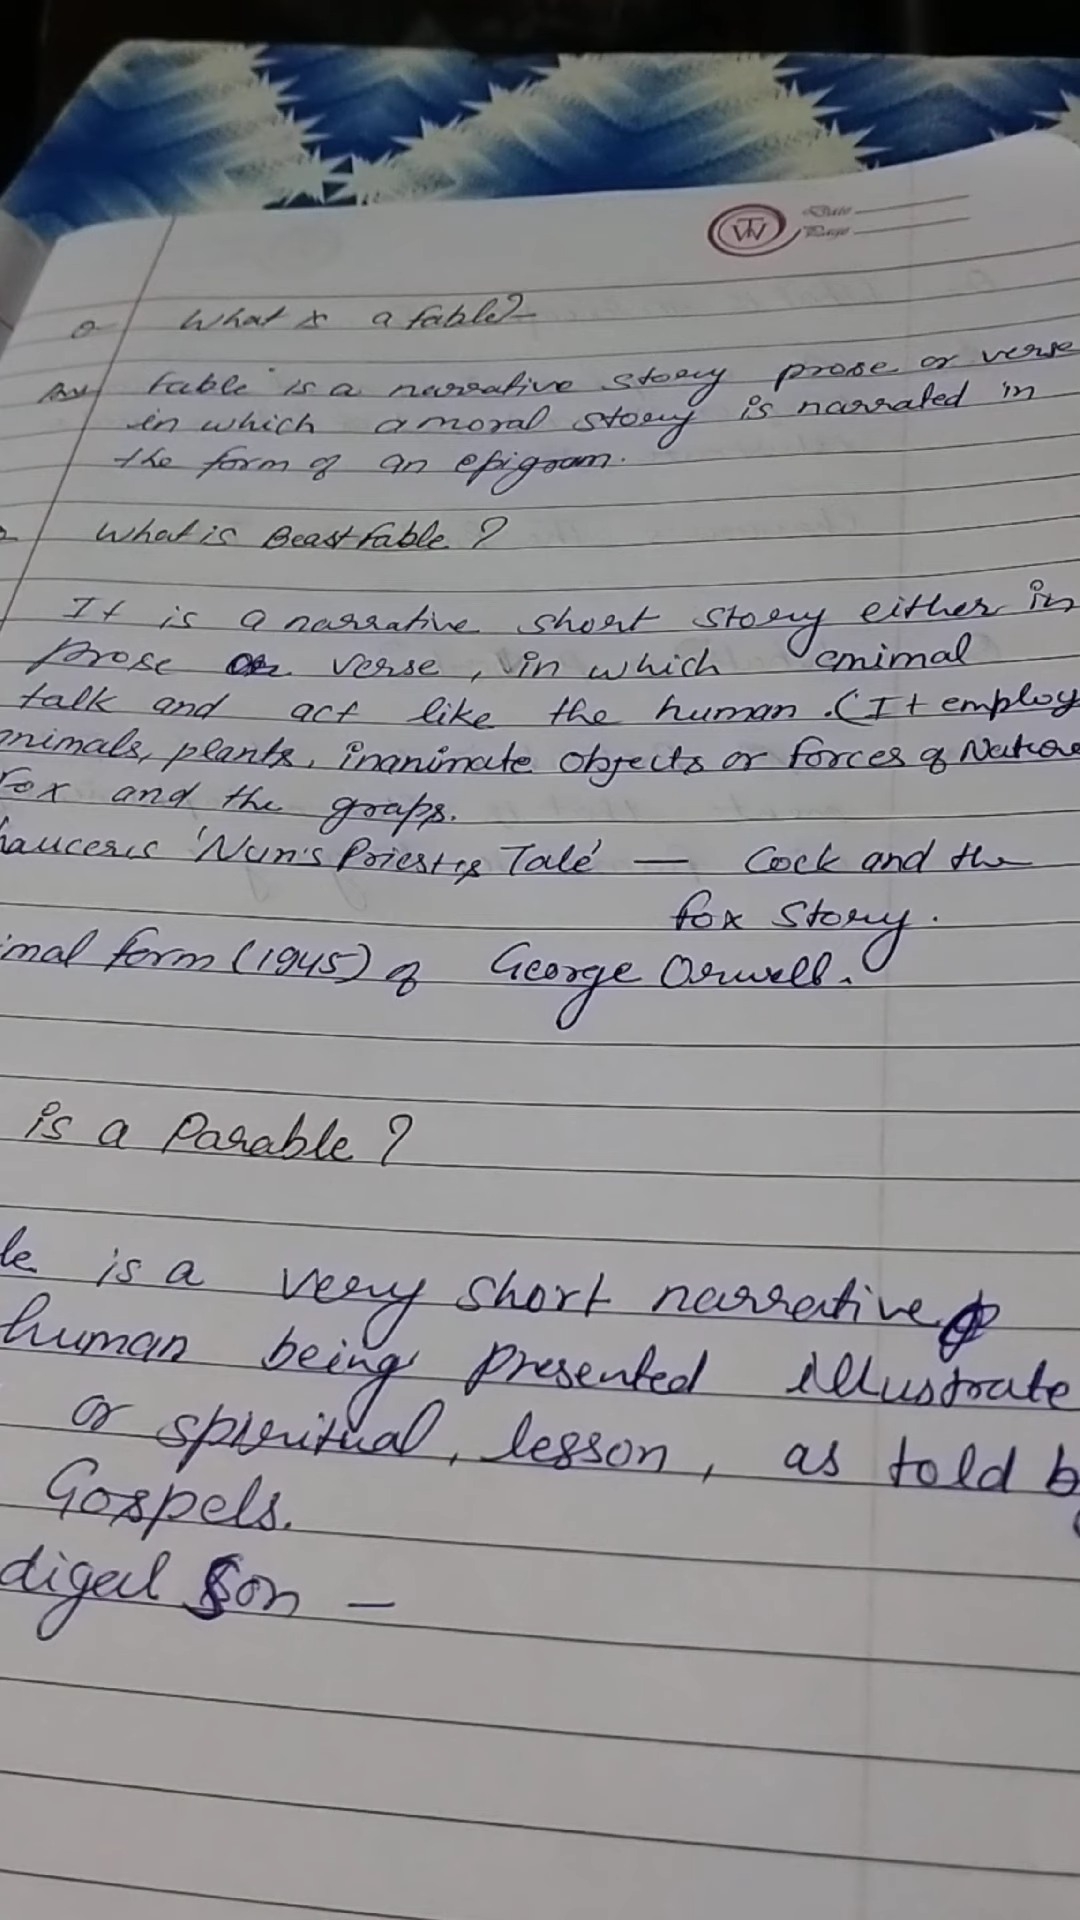 Date
Page
Q What is a fable?
Ans Fable is a narrative story prose or verse
in which a moral story is narrated in
the form of an epigram.
What is Beast Fable ?
It is a narrative short story either in
prose or verse, in which animal
talk and act like the human. (It employ
nimals, plants, inanimate objects or forces of Nature
Fox and the graps.
haucer's 'Nun's Priest's Tale' — Cock and the
fox Story.
imal form (1945) of George Orwell.
is a Parable ?
le is a very short narrative
human being presented illustrate
or spiritual, lesson, as told b
Gospels.
digal Son –